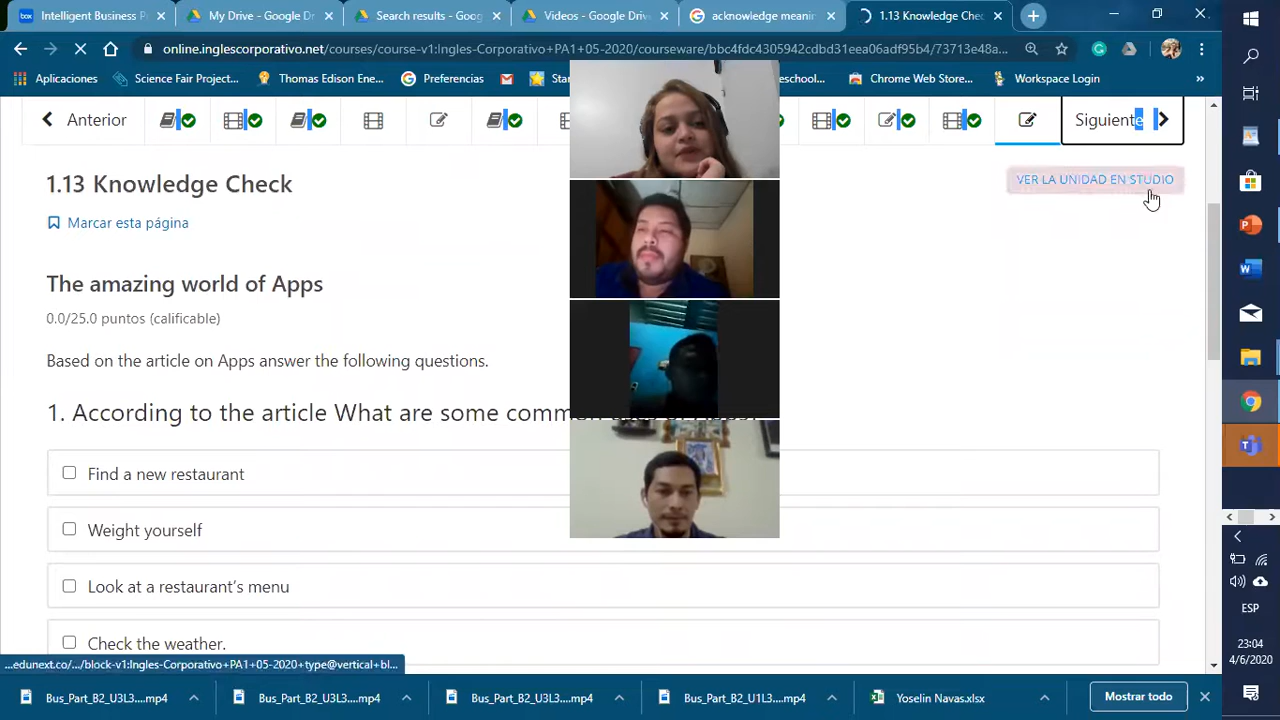 Intelligent Business P
My Drive - Google Dr
Search results - Goog
Videos - Google Drive
acknowledge meanin
1.13 Knowledge Chec
online.inglescorporativo.net/courses/course-v1:Ingles-Corporativo+PA1+05-2020/courseware/bbc4fdc4305942cdbd31eea06adf95b4/73713e48a...
Aplicaciones
Science Fair Project...
Thomas Edison Ene...
Preferencias
Star
eschool...
Chrome Web Store...
Workspace Login
Anterior
Siguiente
1.13 Knowledge Check
VER LA UNIDAD EN STUDIO
Marcar esta página
The amazing world of Apps
0.0/25.0 puntos (calificable)
Based on the article on Apps answer the following questions.
1. According to the article What are some common
Find a new restaurant
Weight yourself
Look at a restaurant's menu
Check the weather.
...edunext.co/.../block-v1:Ingles-Corporativo+PA1+05-2020+type@vertical+bl...
ESP
23:04
4/6/2020
Bus_Part_B2_U3L3....mp4
Bus_Part_B2_U3L3....mp4
Bus_Part_B2_U3L3....mp4
Bus_Part_B2_U1L3....mp4
Yoselin Navas.xlsx
Mostrar todo